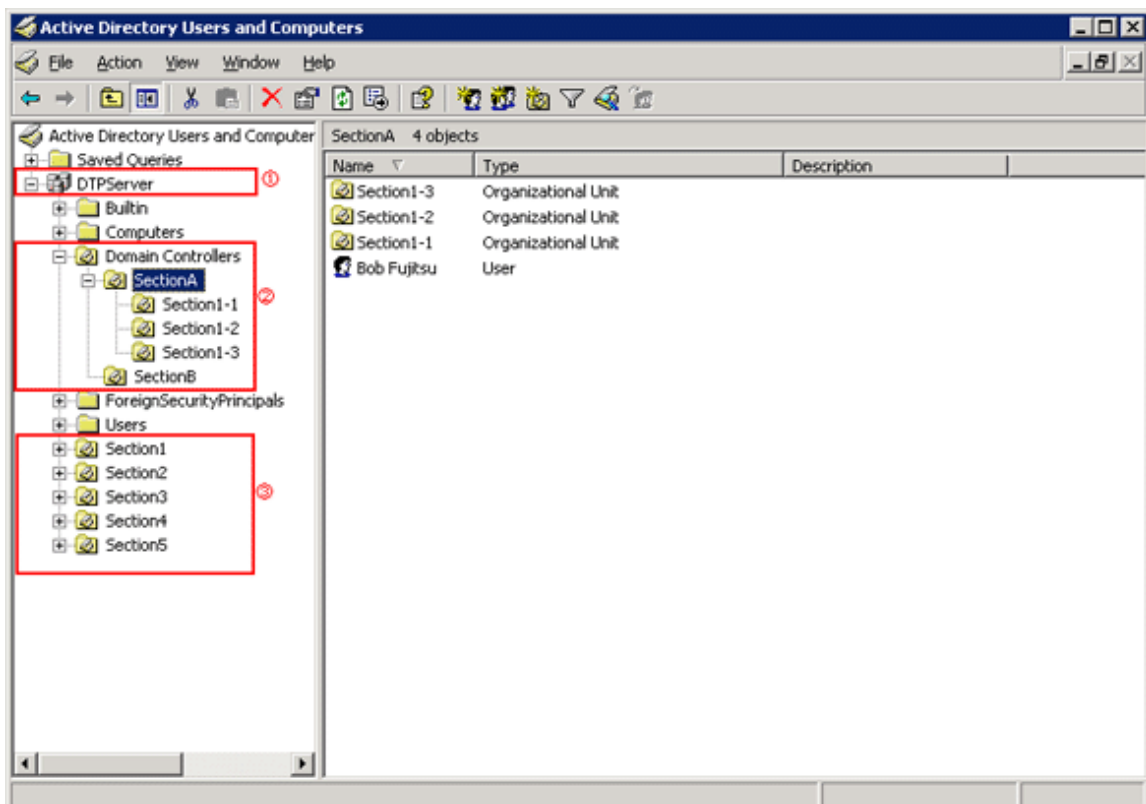 Active Directory Users and Computers
File Action View Window Help
Active Directory Users and Computer
Saved Queries
DTPServer ①
Builtin
Computers
Domain Controllers
SectionA
②
Section1-1
Section1-2
Section1-3
SectionB
ForeignSecurityPrincipals
Users
Section1
Section2
Section3 ③
Section4
Section5
SectionA 4 objects
Name Type Description
Section1-3 Organizational Unit
Section1-2 Organizational Unit
Section1-1 Organizational Unit
Bob Fujitsu User